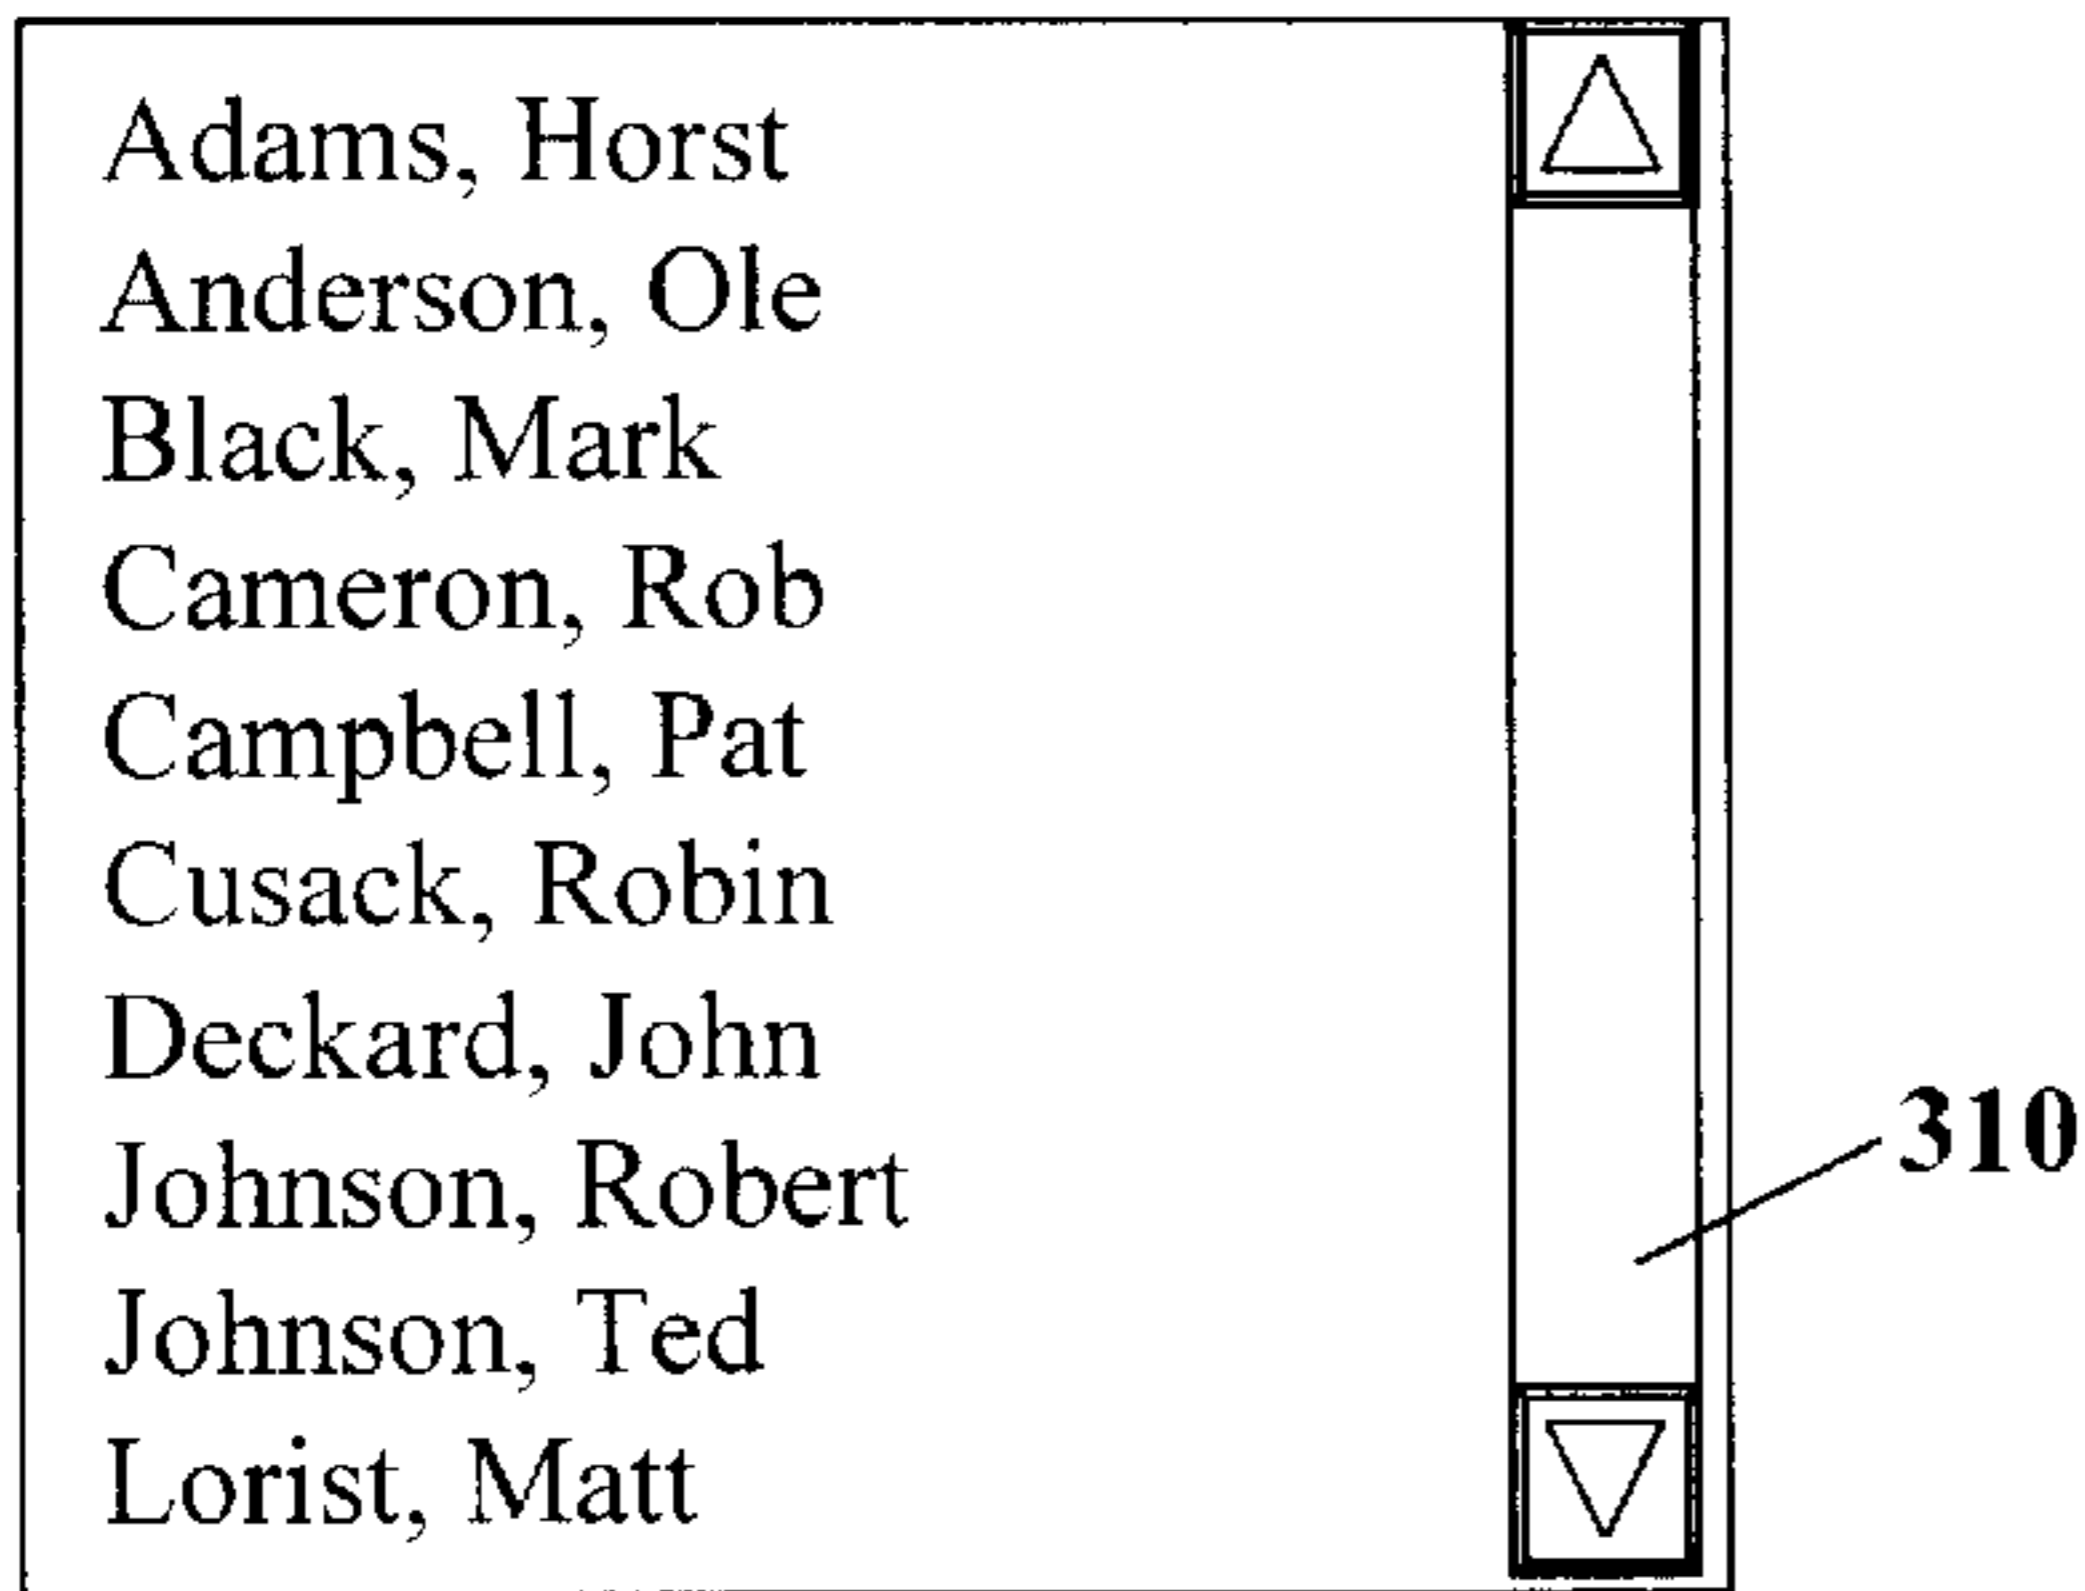 Adams, Horst
Anderson, Ole
Black, Mark
Cameron, Rob
Campbell, Pat
Cusack, Robin
Deckard, John
Johnson, Robert
Johnson, Ted
Lorist, Matt
310